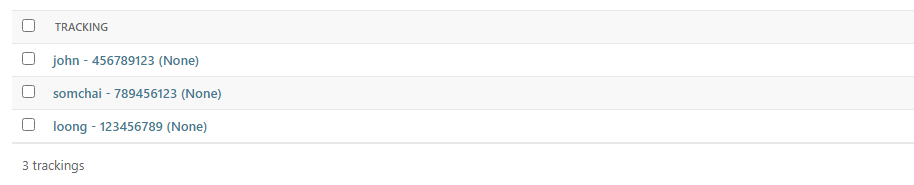 TRACKING
john - 456789123 (None)
somchai - 789456123 (None)
loong - 123456789 (None)
3 trackings